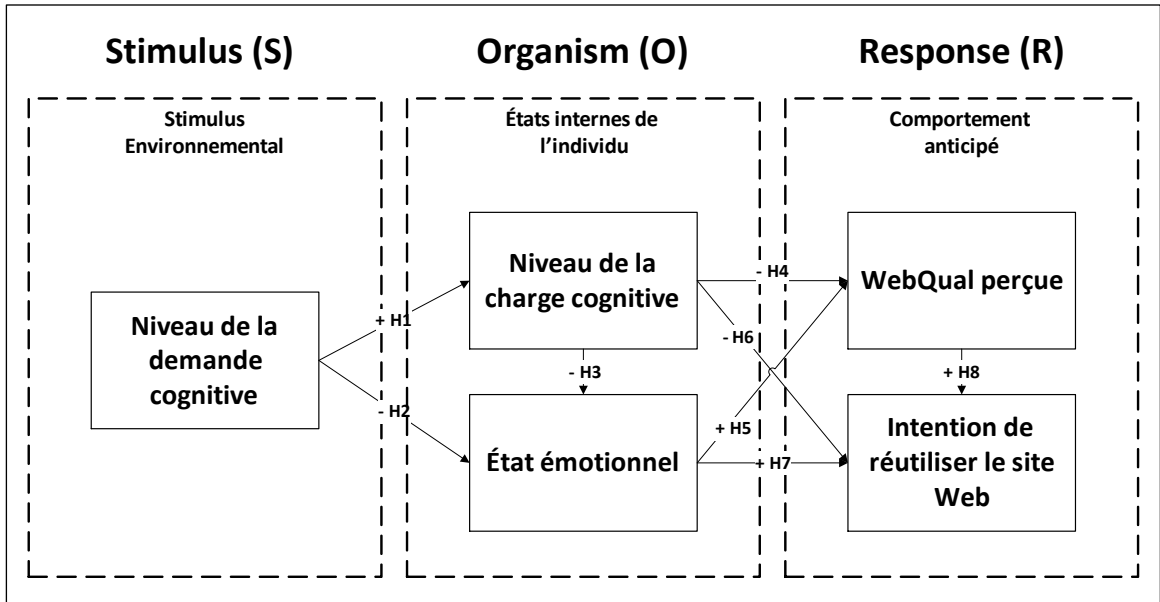 Stimulus (S)
Organism (O)
Response (R)
Stimulus
Environnemental
États internes de
l’individu
Comportement
anticipé
Niveau de la
demande
cognitive
+ H1
- H2
Niveau de la
charge cognitive
- H3
État émotionnel
- H4
- H6
+ H5
+ H7
WebQual perçue
+ H8
Intention de
réutiliser le site
Web